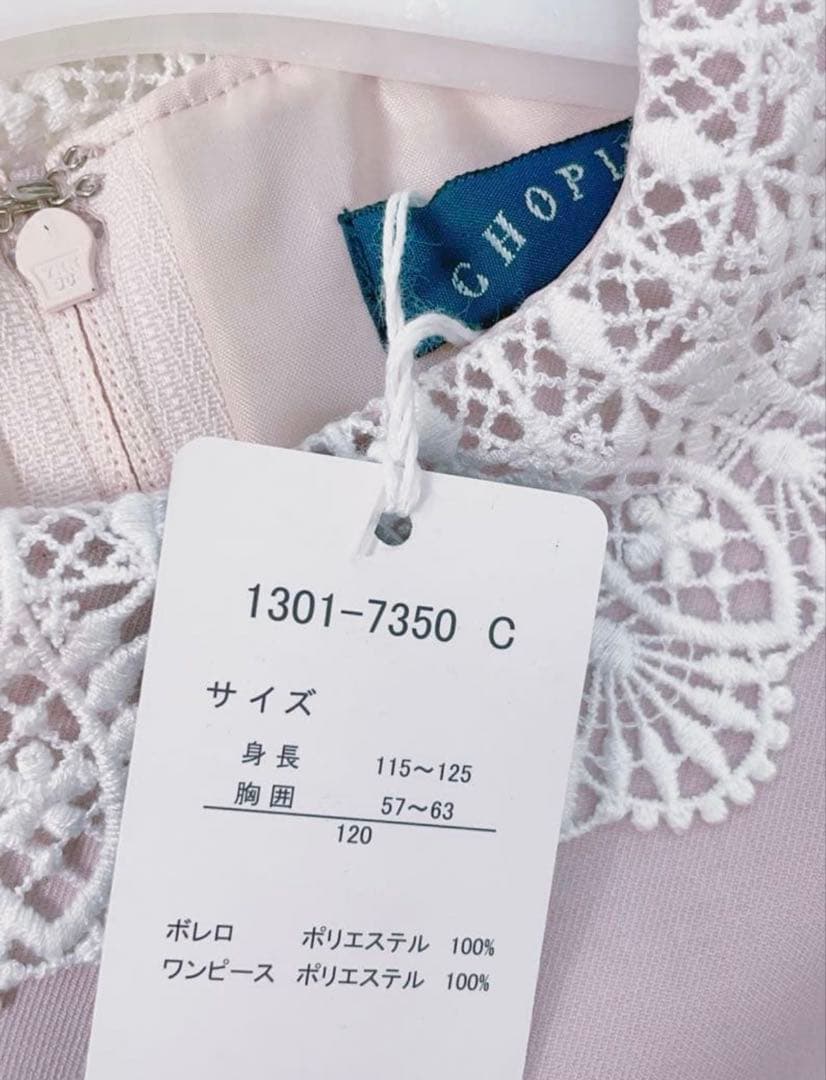 CHOPI
1301-7350 C
サイズ
身長 115～125
胸囲 57～63
120
ボレロ ポリエステル 100%
ワンピース ポリエステル 100%